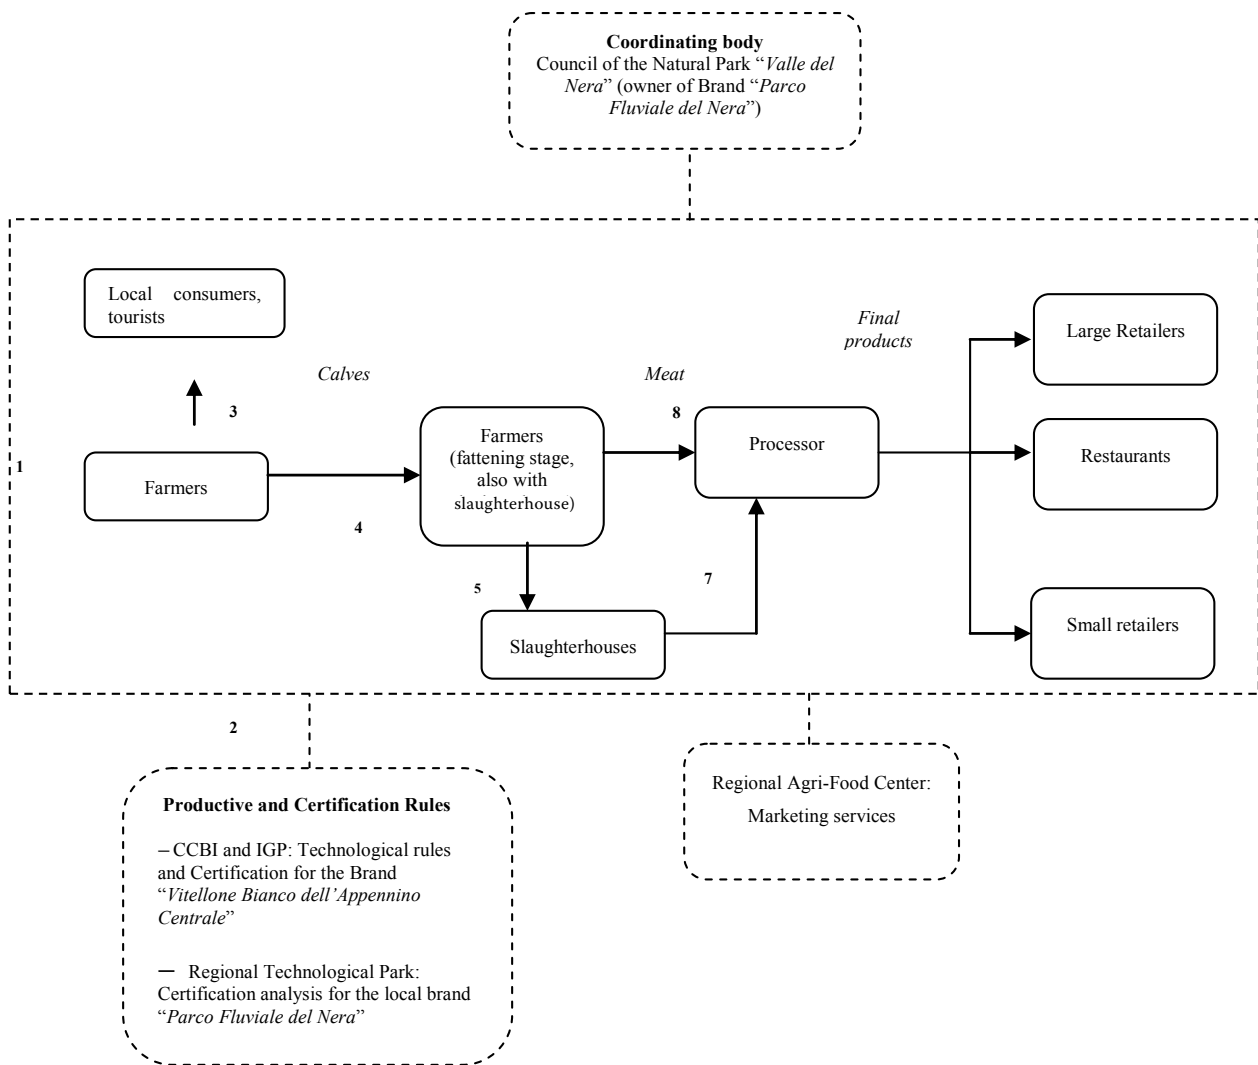 Coordinating body
Council of the Natural Park “Valle del
Nera” (owner of Brand “Parco
Fluviale del Nera”)
Local consumers,
tourists
Final
products
Large Retailers
Calves
Meat
3
8
1
Farmers
Farmers
(fattening stage,
also with
slaughterhouse)
Processor
Restaurants
4
5
7
Slaughterhouses
Small retailers
2
Productive and Certification Rules
– CCBI and IGP: Technological rules
and Certification for the Brand
“Vitellone Bianco dell’Appennino
Centrale”
— Regional Technological Park:
Certification analysis for the local brand
“Parco Fluviale del Nera”
Regional Agri-Food Center:
Marketing services